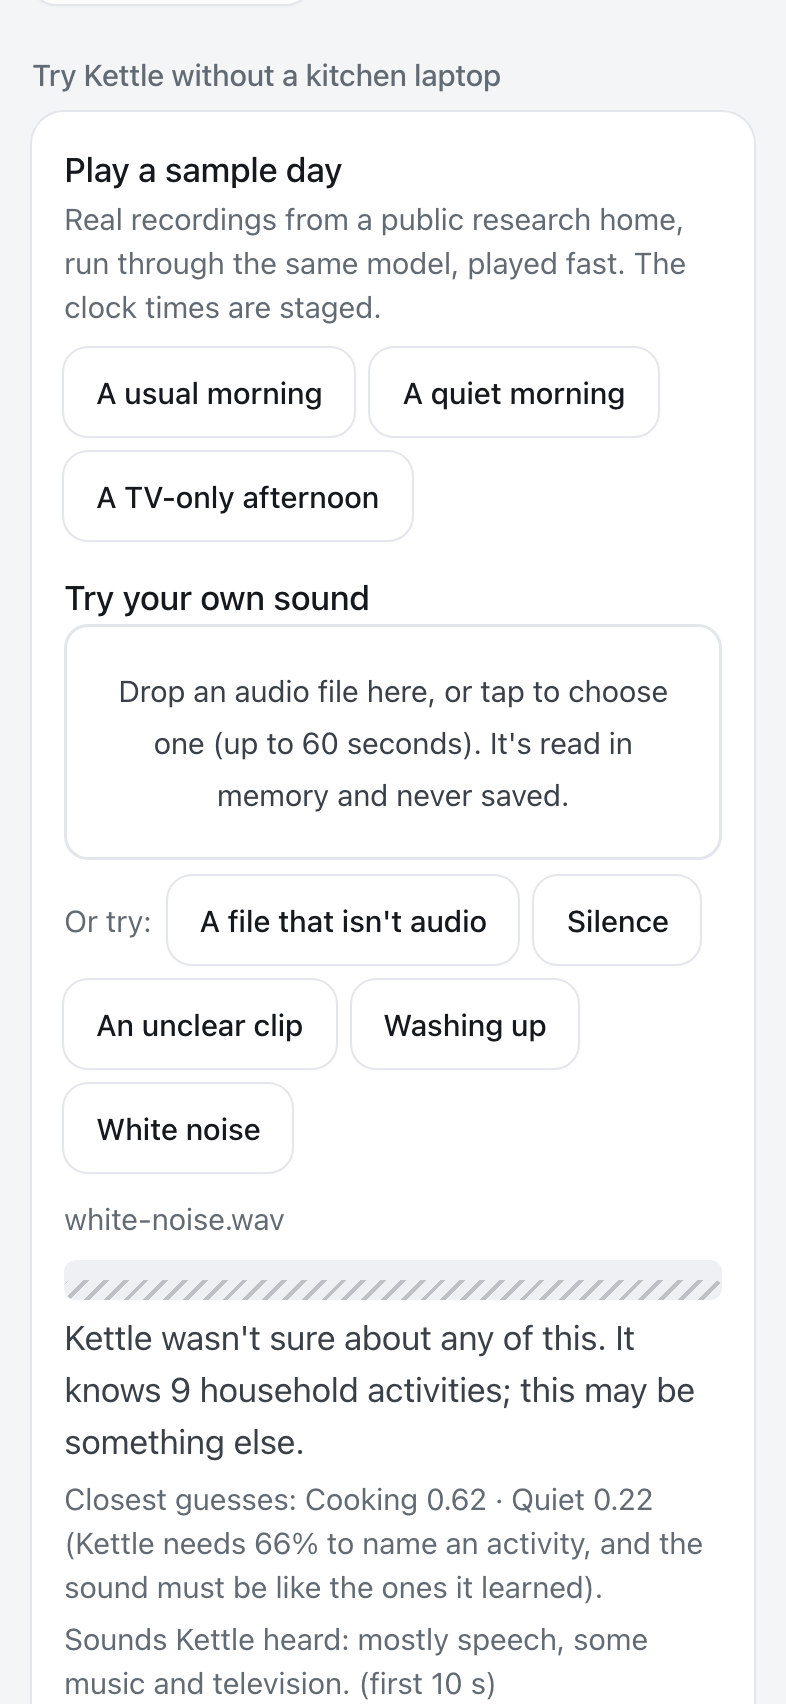 Try Kettle without a kitchen laptop
Play a sample day
Real recordings from a public research home,
run through the same model, played fast. The
clock times are staged.
A usual morning
A quiet morning
A TV-only afternoon
Try your own sound
Drop an audio file here, or tap to choose
one (up to 60 seconds). It's read in
memory and never saved.
Or try:
A file that isn't audio
Silence
An unclear clip
Washing up
White noise
white-noise.wav
Kettle wasn't sure about any of this. It
knows 9 household activities; this may be
something else.
Closest guesses: Cooking 0.62 · Quiet 0.22
(Kettle needs 66% to name an activity, and the
sound must be like the ones it learned).
Sounds Kettle heard: mostly speech, some
music and television. (first 10 s)